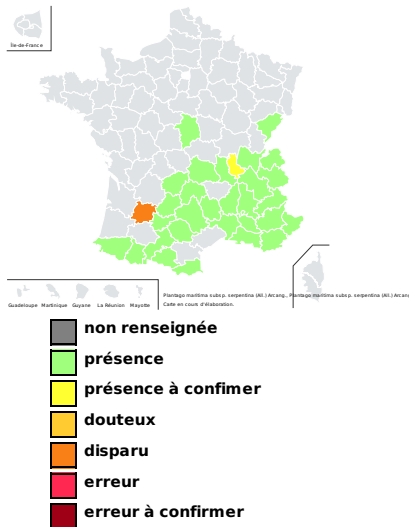 Île-de-France
Guadeloupe Martinique Guyane La Réunion Mayotte
Plantago maritima subsp. serpentina (All.) Arcang., Plantago maritima subsp. serpentina (All.) Arcang
Carte en cours d'élaboration.
non renseignée
présence
présence à confimer
douteux
disparu
erreur
erreur à confirmer